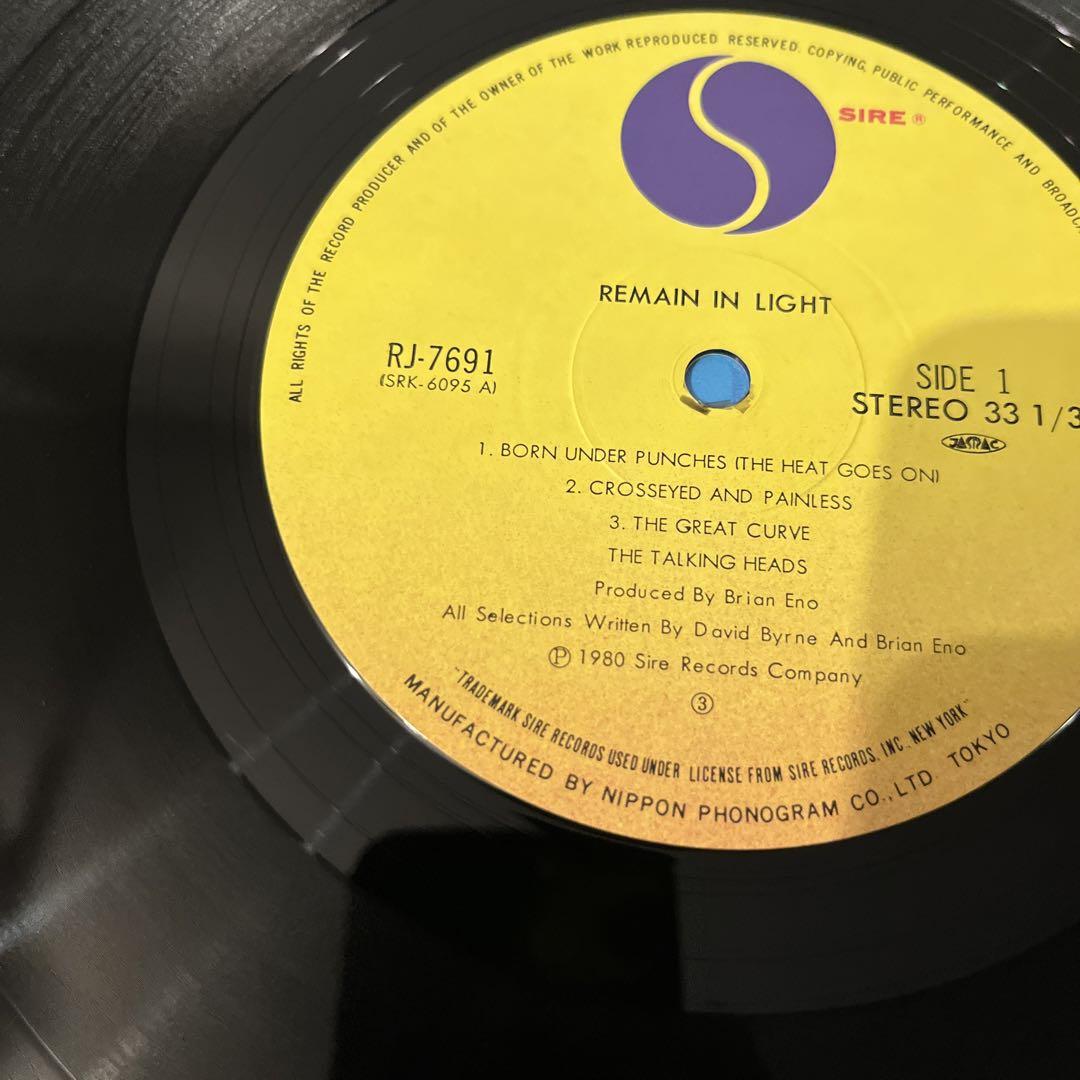 ALL RIGHTS OF THE RECORD PRODUCER AND OF THE OWNER OF THE WORK REPRODUCED RESERVED. COPYING, PUBLIC PERFORMANCE AND
SIRE ®
REMAIN IN LIGHT
RJ-7691
(SRK-6095 A)
SIDE 1
STEREO 33 1/3
JASRAC
1. BORN UNDER PUNCHES (THE HEAT GOES ON)
2. CROSSEYED AND PAINLESS
3. THE GREAT CURVE
THE TALKING HEADS
Produced By Brian Eno
All Selections Written By David Byrne And Brian Eno
Ⓟ 1980 Sire Records Company
③
"TRADEMARK SIRE RECORDS USED UNDER LICENSE FROM SIRE RECORDS, INC. NEW YORK"
MANUFACTURED BY NIPPON PHONOGRAM CO., LTD. TOKYO